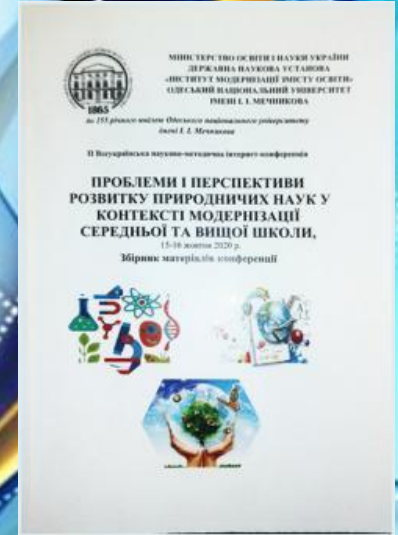 МІНІСТЕРСТВО ОСВІТИ І НАУКИ УКРАЇНИ
ДЕРЖАВНА НАУКОВА УСТАНОВА
«ІНСТИТУТ МОДЕРНІЗАЦІЇ ЗМІСТУ ОСВІТИ»
ОДЕСЬКИЙ НАЦІОНАЛЬНИЙ УНІВЕРСИТЕТ
ІМЕНІ І. І. МЕЧНИКОВА
1865
до 155 річного ювілею Одеського національного університету
імені І. І. Мечникова
ІІ Всеукраїнська науково-методична інтернет-конференція
ПРОБЛЕМИ І ПЕРСПЕКТИВИ
РОЗВИТКУ ПРИРОДНИЧИХ НАУК У
КОНТЕКСТІ МОДЕРНІЗАЦІЇ
СЕРЕДНЬОЇ ТА ВИЩОЇ ШКОЛИ,
15-16 жовтня 2020 р.
Збірник матеріалів конференції